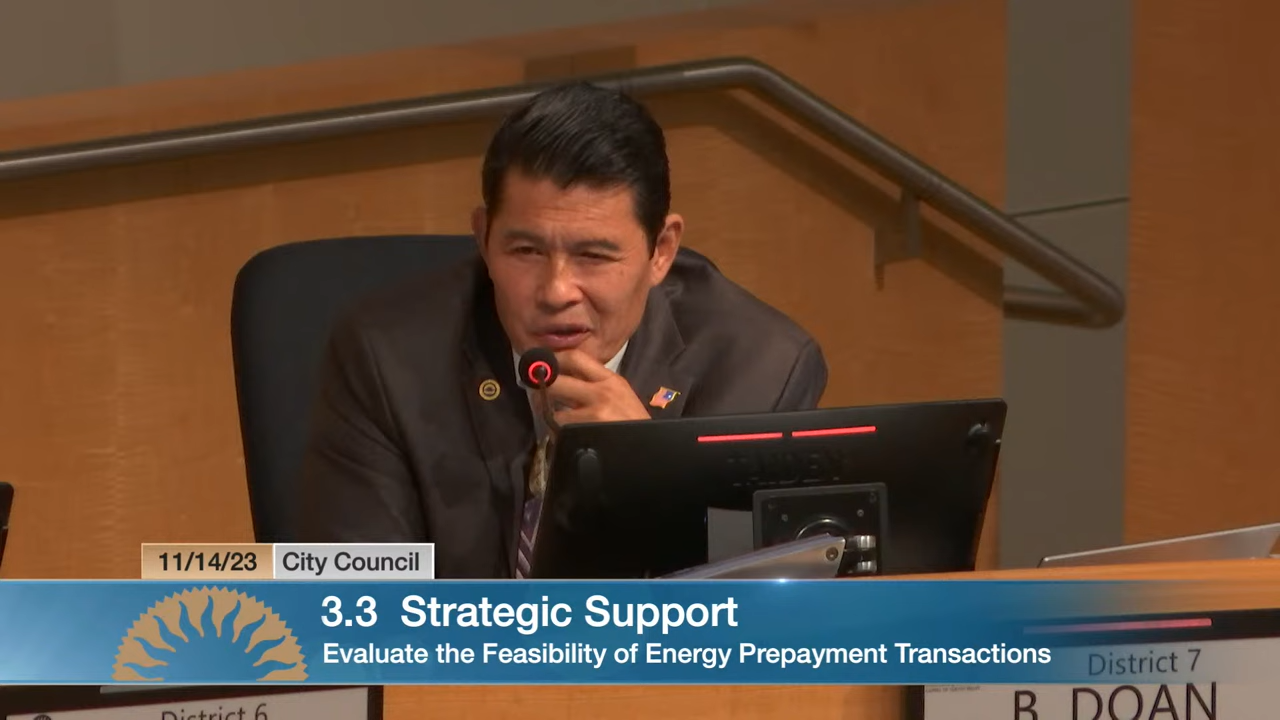 TAIDEN
11/14/23 City Council
3.3 Strategic Support
Evaluate the Feasibility of Energy Prepayment Transactions
District 6
District 7
B. DOAN